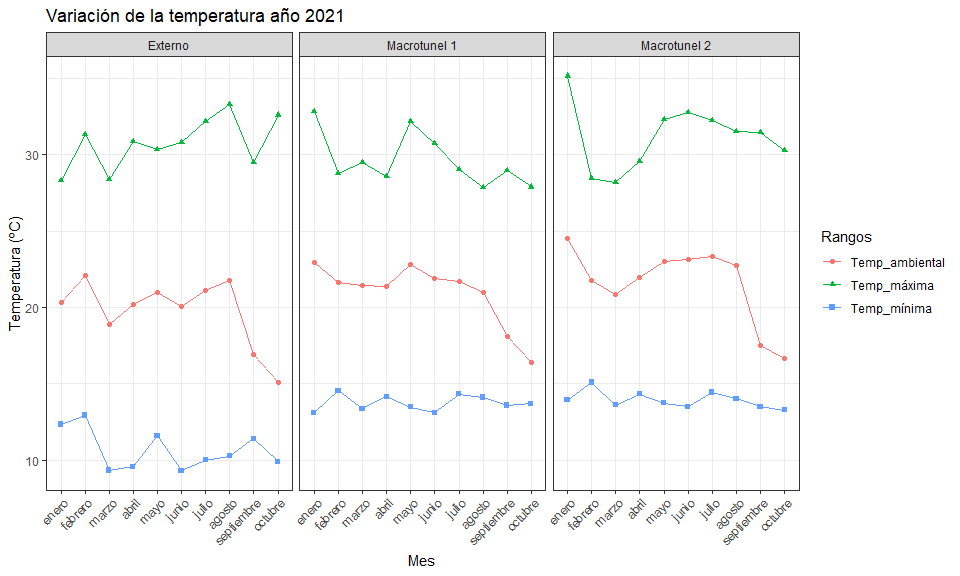 Variación de la temperatura año 2021
Externo
Macrotunel 1
Macrotunel 2
Temperatura (ºC)
30
20
10
enero
febrero
marzo
abril
mayo
junio
julio
agosto
septiembre
octubre
enero
febrero
marzo
abril
mayo
junio
julio
agosto
septiembre
octubre
enero
febrero
marzo
abril
mayo
junio
julio
agosto
septiembre
octubre
Mes
Rangos
Temp_ambiental
Temp_máxima
Temp_mínima